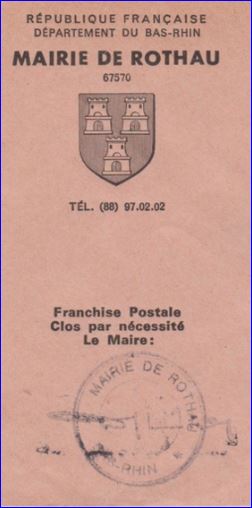 RÉPUBLIQUE FRANÇAISE
DÉPARTEMENT DU BAS-RHIN
MAIRIE DE ROTHAU
67570
TÉL. (88) 97.02.02
Franchise Postale
Clos par nécessité
Le Maire:
MAIRIE DE ROTHAU
S-RHIN